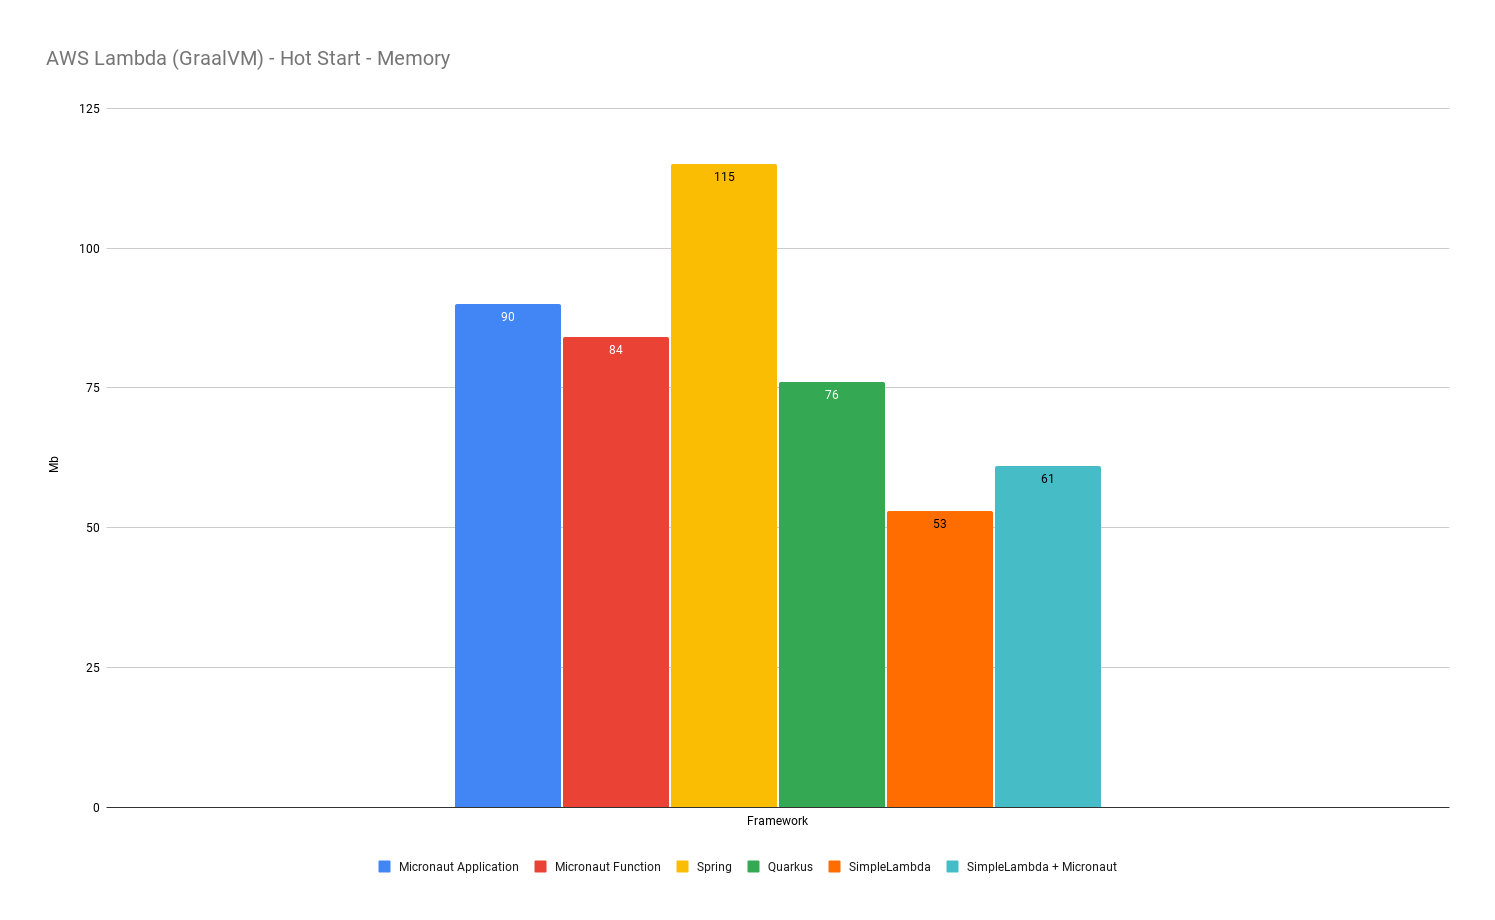 AWS Lambda (GraalVM) - Hot Start - Memory
125
100
75
50
25
0
Mb
90
84
115
76
53
61
Framework
Micronaut Application
Micronaut Function
Spring
Quarkus
SimpleLambda
SimpleLambda + Micronaut